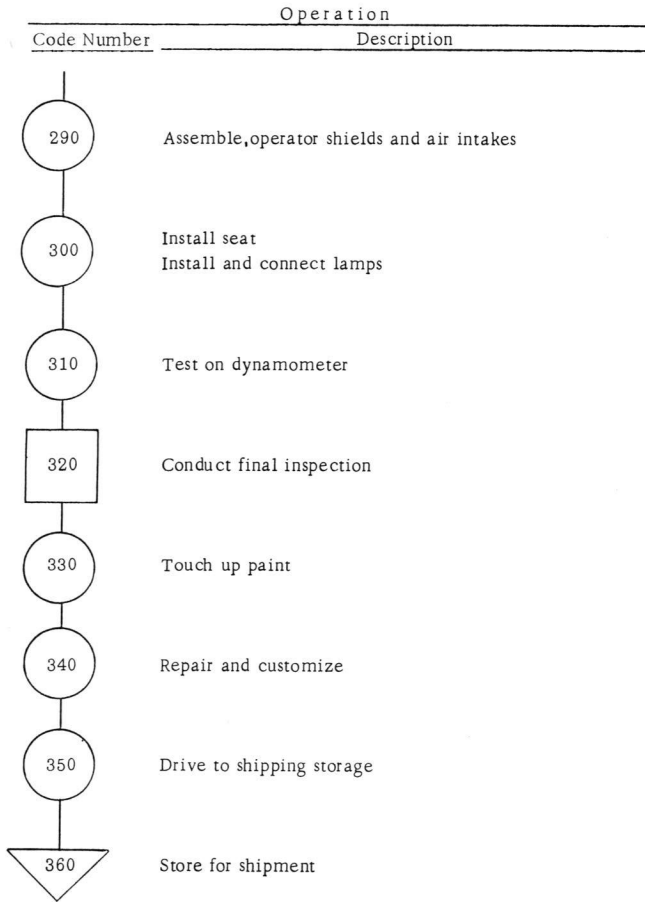 Operation
Code Number Description
290 Assemble,operator shields and air intakes
300 Install seat
Install and connect lamps
310 Test on dynamometer
320 Conduct final inspection
330 Touch up paint
340 Repair and customize
350 Drive to shipping storage
360 Store for shipment